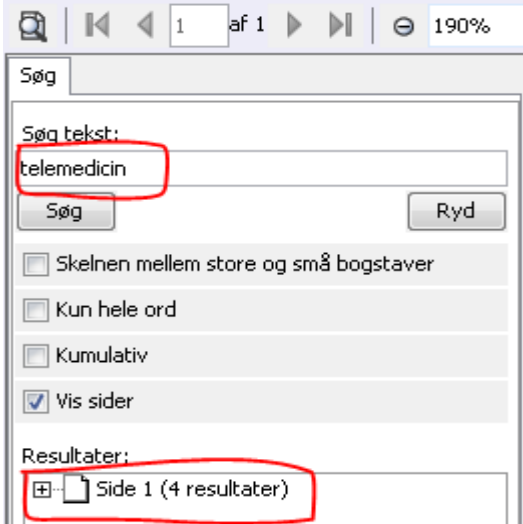 1 af 1 190%
Søg
Søg tekst:
telemedicin
Søg Ryd
Skelnen mellem store og små bogstaver
Kun hele ord
Kumulativ
Vis sider
Resultater:
Side 1 (4 resultater)